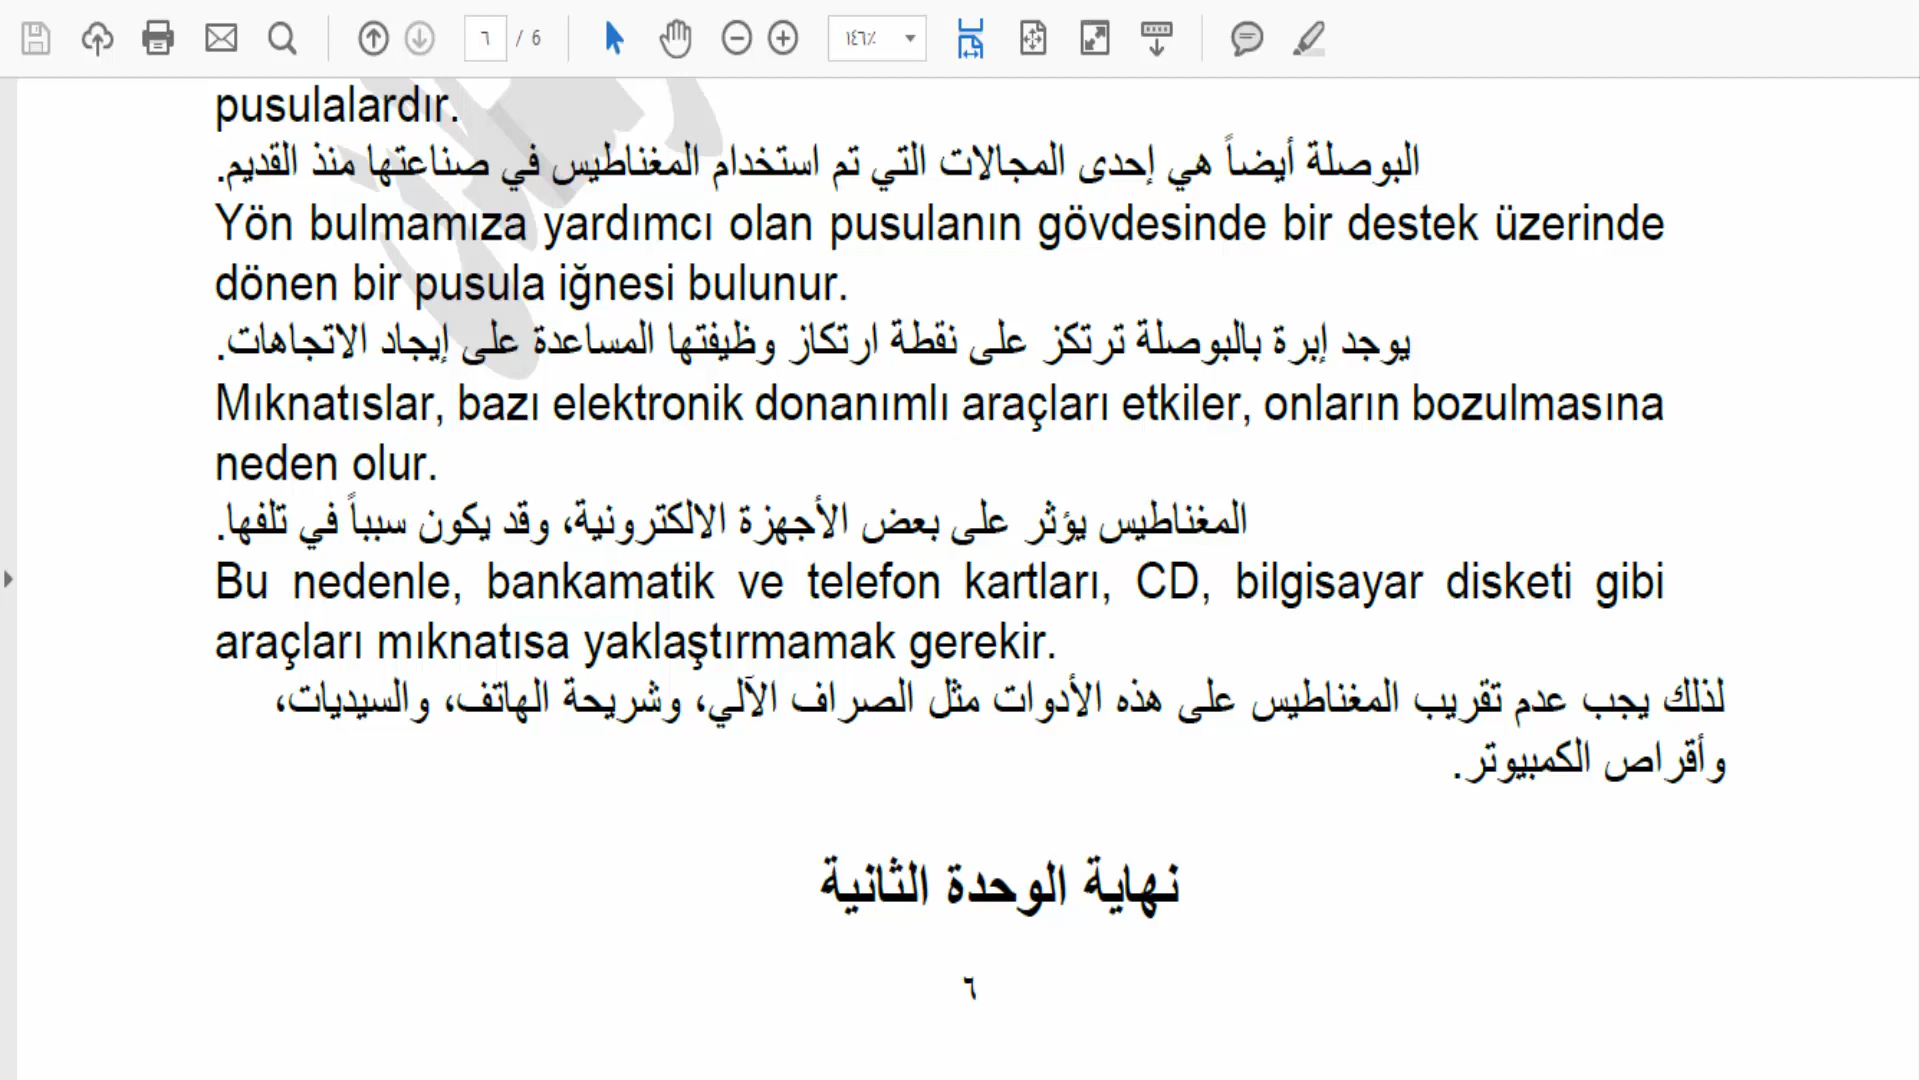 ٦ / 6 ١٤٦٪
pusulalardır.
البوصلة أيضاً هي إحدى المجالات التي تم استخدام المغناطيس في صناعتها منذ القديم.
Yön bulmamıza yardımcı olan pusulanın gövdesinde bir destek üzerinde
dönen bir pusula iğnesi bulunur.
يوجد إبرة بالبوصلة ترتكز على نقطة ارتكاز وظيفتها المساعدة على إيجاد الاتجاهات.
Mıknatıslar, bazı elektronik donanımlı araçları etkiler, onların bozulmasına
neden olur.
المغناطيس يؤثر على بعض الأجهزة الالكترونية، وقد يكون سبباً في تلفها.
Bu nedenle, bankamatik ve telefon kartları, CD, bilgisayar disketi gibi
araçları mıknatısa yaklaştırmamak gerekir.
لذلك يجب عدم تقريب المغناطيس على هذه الأدوات مثل الصراف الآلي، وشريحة الهاتف، والسيديات،
وأقراص الكمبيوتر.
نهاية الوحدة الثانية
٦